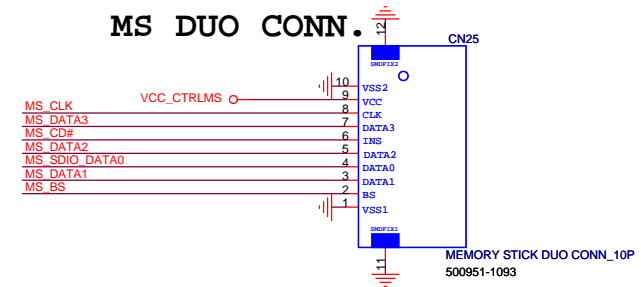 MS DUO CONN.
12
CN25
SMDFIX2
10 VSS2
VCC_CTRLMS 9 VCC
MS_CLK 8 CLK
MS_DATA3 7 DATA3
MS_CD# 6 INS
MS_DATA2 5 DATA2
MS_SDIO_DATA0 4 DATA0
MS_DATA1 3 DATA1
MS_BS 2 BS
1 VSS1
SMDFIX1
11
MEMORY STICK DUO CONN_10P
500951-1093